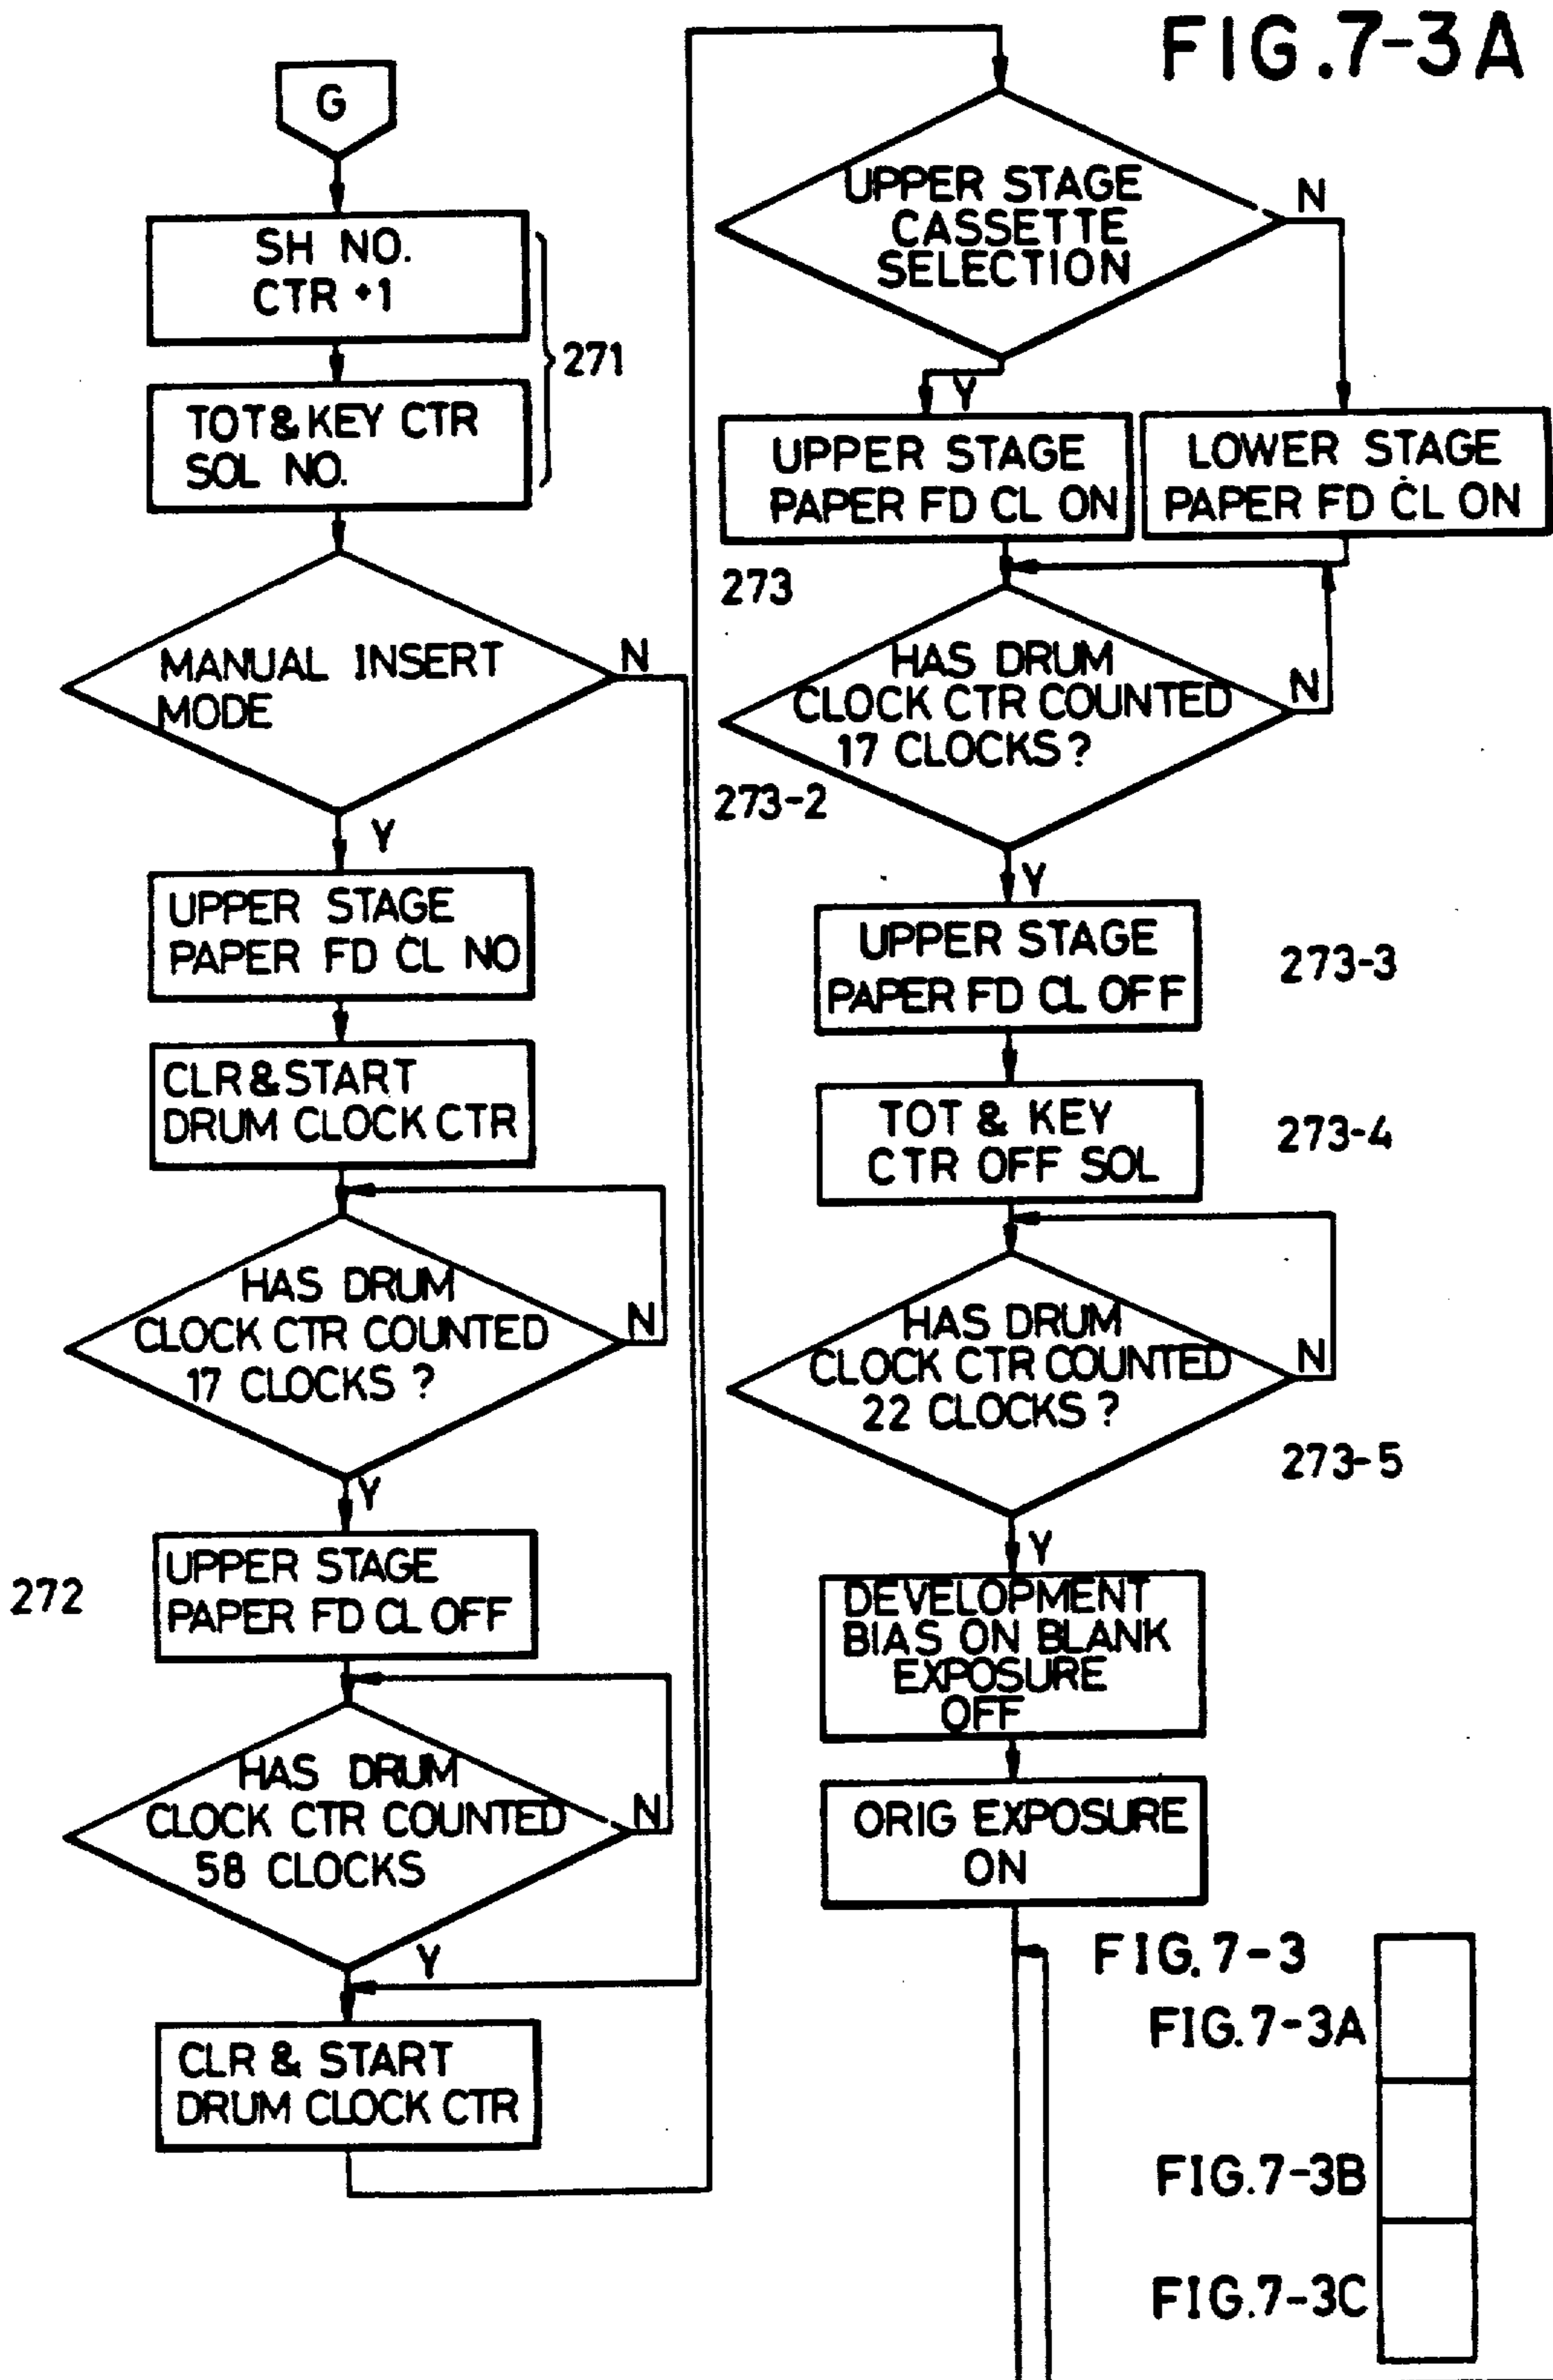 FIG.7-3A
G
SH NO.
CTR +1
271
TOT&KEY CTR
SOL NO.
MANUAL INSERT
MODE
N
Y
UPPER STAGE
PAPER FD CL NO
CLR&START
DRUM CLOCK CTR
HAS DRUM
CLOCK CTR COUNTED
17 CLOCKS ?
N
Y
272
UPPER STAGE
PAPER FD CL OFF
HAS DRUM
CLOCK CTR COUNTED
58 CLOCKS
N
Y
CLR & START
DRUM CLOCK CTR
UPPER STAGE
CASSETTE
SELECTION
N
Y
UPPER STAGE
PAPER FD CL ON
LOWER STAGE
PAPER FD CL ON
273
HAS DRUM
CLOCK CTR COUNTED
17 CLOCKS ?
N
273-2
Y
UPPER STAGE
PAPER FD CL OFF
273-3
TOT & KEY
CTR OFF SOL
273-4
HAS DRUM
CLOCK CTR COUNTED
22 CLOCKS ?
N
273-5
Y
DEVELOPMENT
BIAS ON BLANK
EXPOSURE
OFF
ORIG EXPOSURE
ON
FIG. 7-3
FIG.7-3A
FIG.7-3B
FIG.7-3C